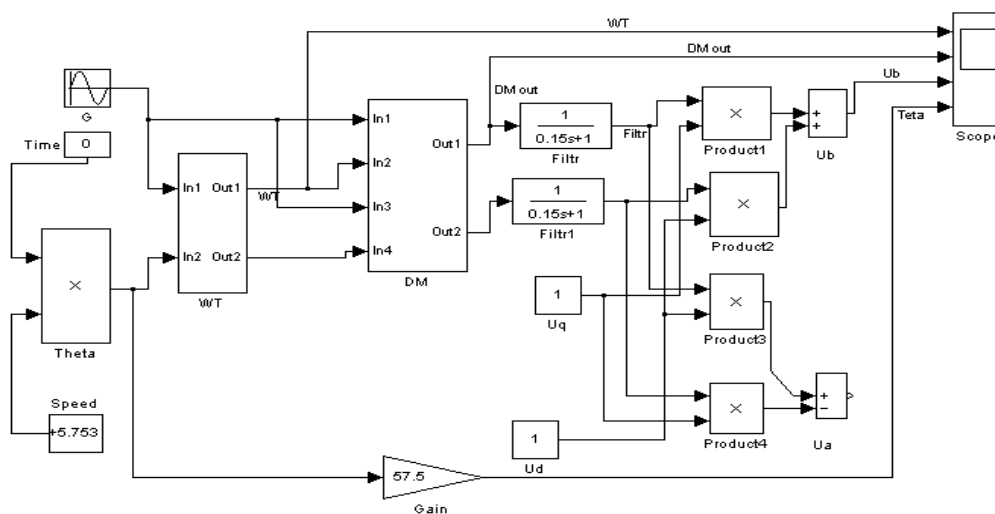 WT
DM out
Ub
Teta
Scope
G
Time
0
In1
Out1
WT
In2
Out2
WT
×
Theta
Speed
+5.753
In1
In2
In3
In4
Out1
Out2
DM
DM out
1
0.15s+1
Filtr
Filtr
1
0.15s+1
Filtr1
×
Product1
×
Product2
+
+
Ub
1
Uq
×
Product3
×
Product4
+
−
Ua
1
Ud
57.5
Gain